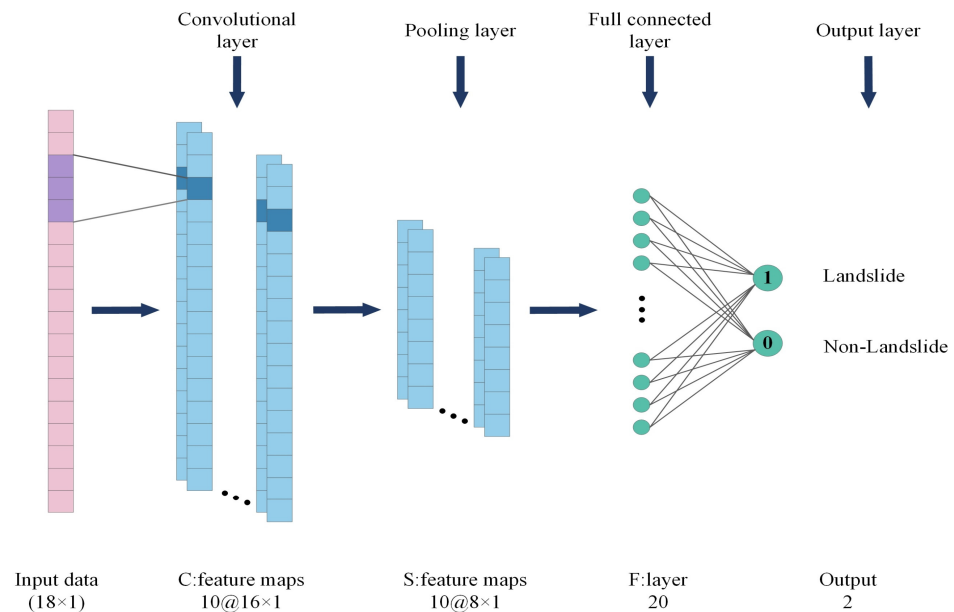 Convolutional
layer
Pooling layer
Full connected
layer
Output layer
1
Landslide
0
Non-Landslide
Input data
(18×1)
C:feature maps
10@16×1
S:feature maps
10@8×1
F:layer
20
Output
2